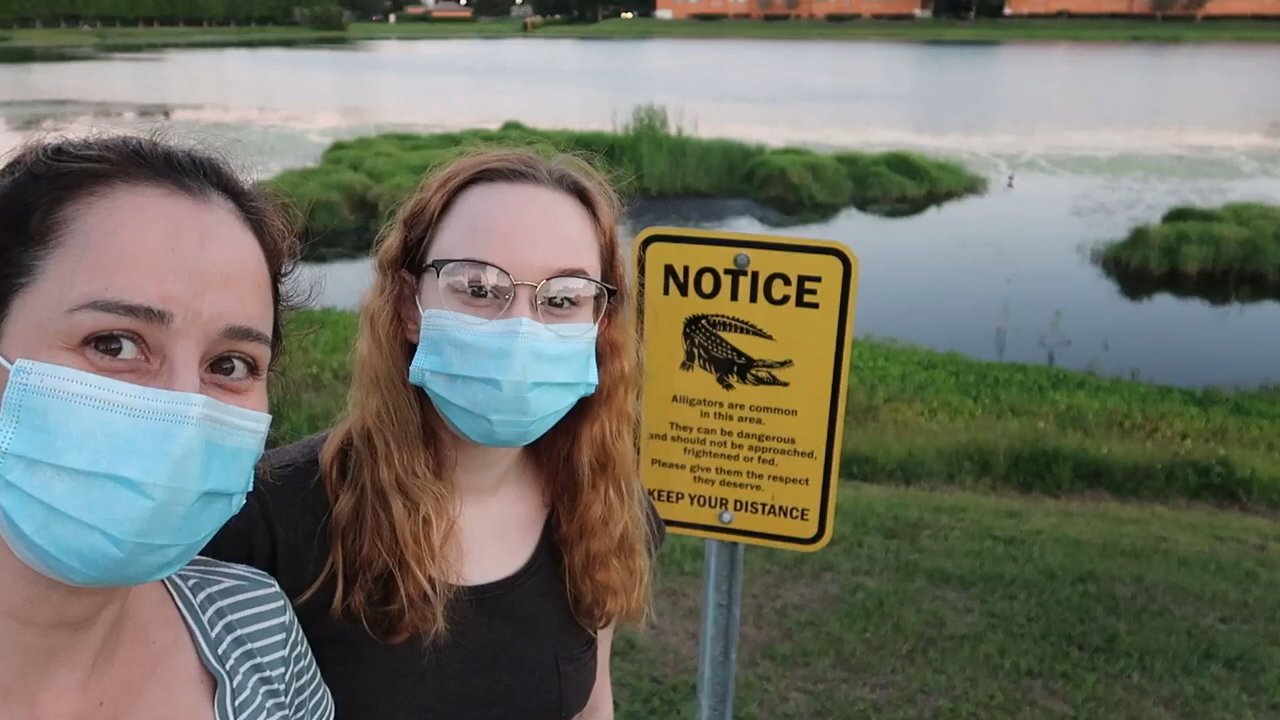 NOTICE
Alligators are common
in this area.
They can be dangerous
and should not be approached,
frightened or fed.
Please give them the respect
they deserve.
KEEP YOUR DISTANCE